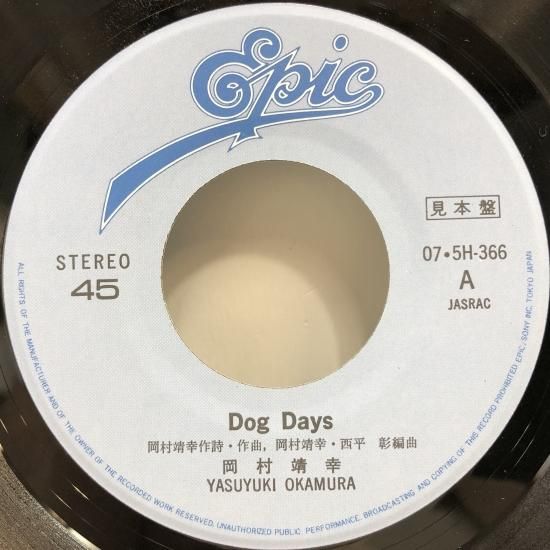 Epic
見本盤
STEREO
45
07・5H-366
A
JASRAC
Dog Days
岡村靖幸作詩・作曲，岡村靖幸・西平　彰編曲
岡村靖幸
YASUYUKI OKAMURA
ALL RIGHTS OF THE MANUFACTURER AND OF THE OWNER OF THE RECORDED WORK RESERVED. UNAUTHORIZED PUBLIC PERFORMANCE, BROADCASTING AND COPYING OF THIS RECORD PROHIBITED EPIC, SONY INC. TOKYO JAPAN